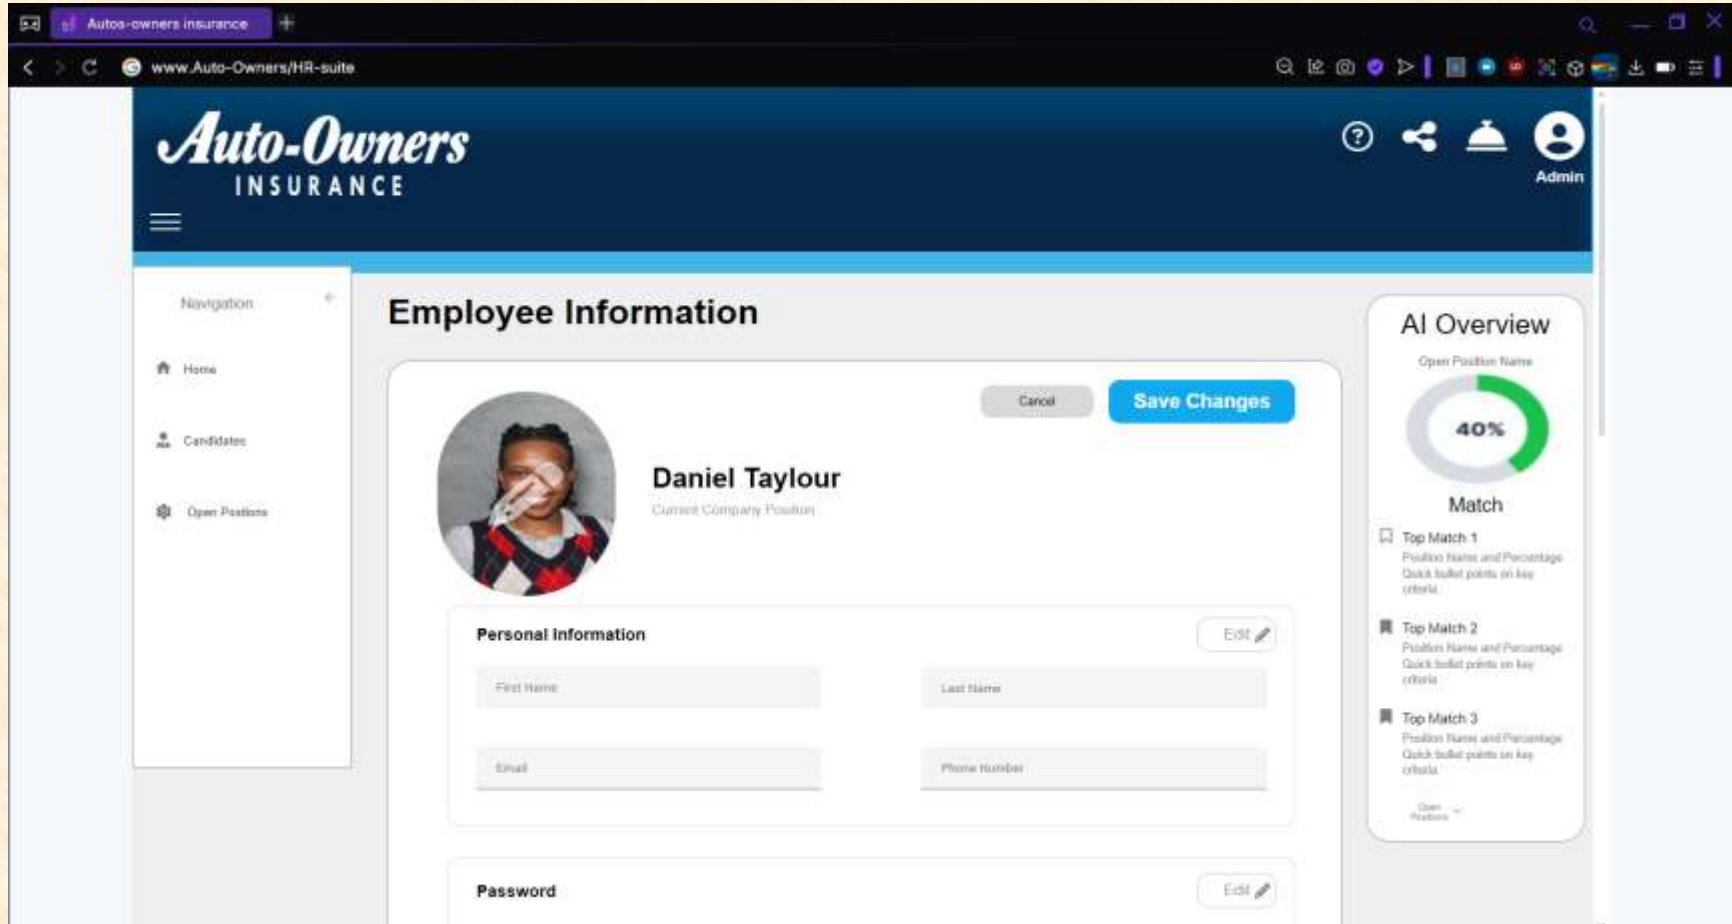 Autos-owners insurance
www.Auto-Owners/HR-suite
Auto-Owners
INSURANCE
Admin
Navigation
Home
Candidates
Open Postions
Employee Information
Cancel
Save Changes
Daniel Taylour
Current Company Position
Personal Information
Edit
First Name
Last Name
Email
Phone Number
Password
Edit
AI Overview
Open Position Name
40%
Match
Top Match 1
Position Name and Percentage
Quick bullet points on key
criteria
Top Match 2
Position Name and Percentage
Quick bullet points on key
criteria
Top Match 3
Position Name and Percentage
Quick bullet points on key
criteria
Open
Positions